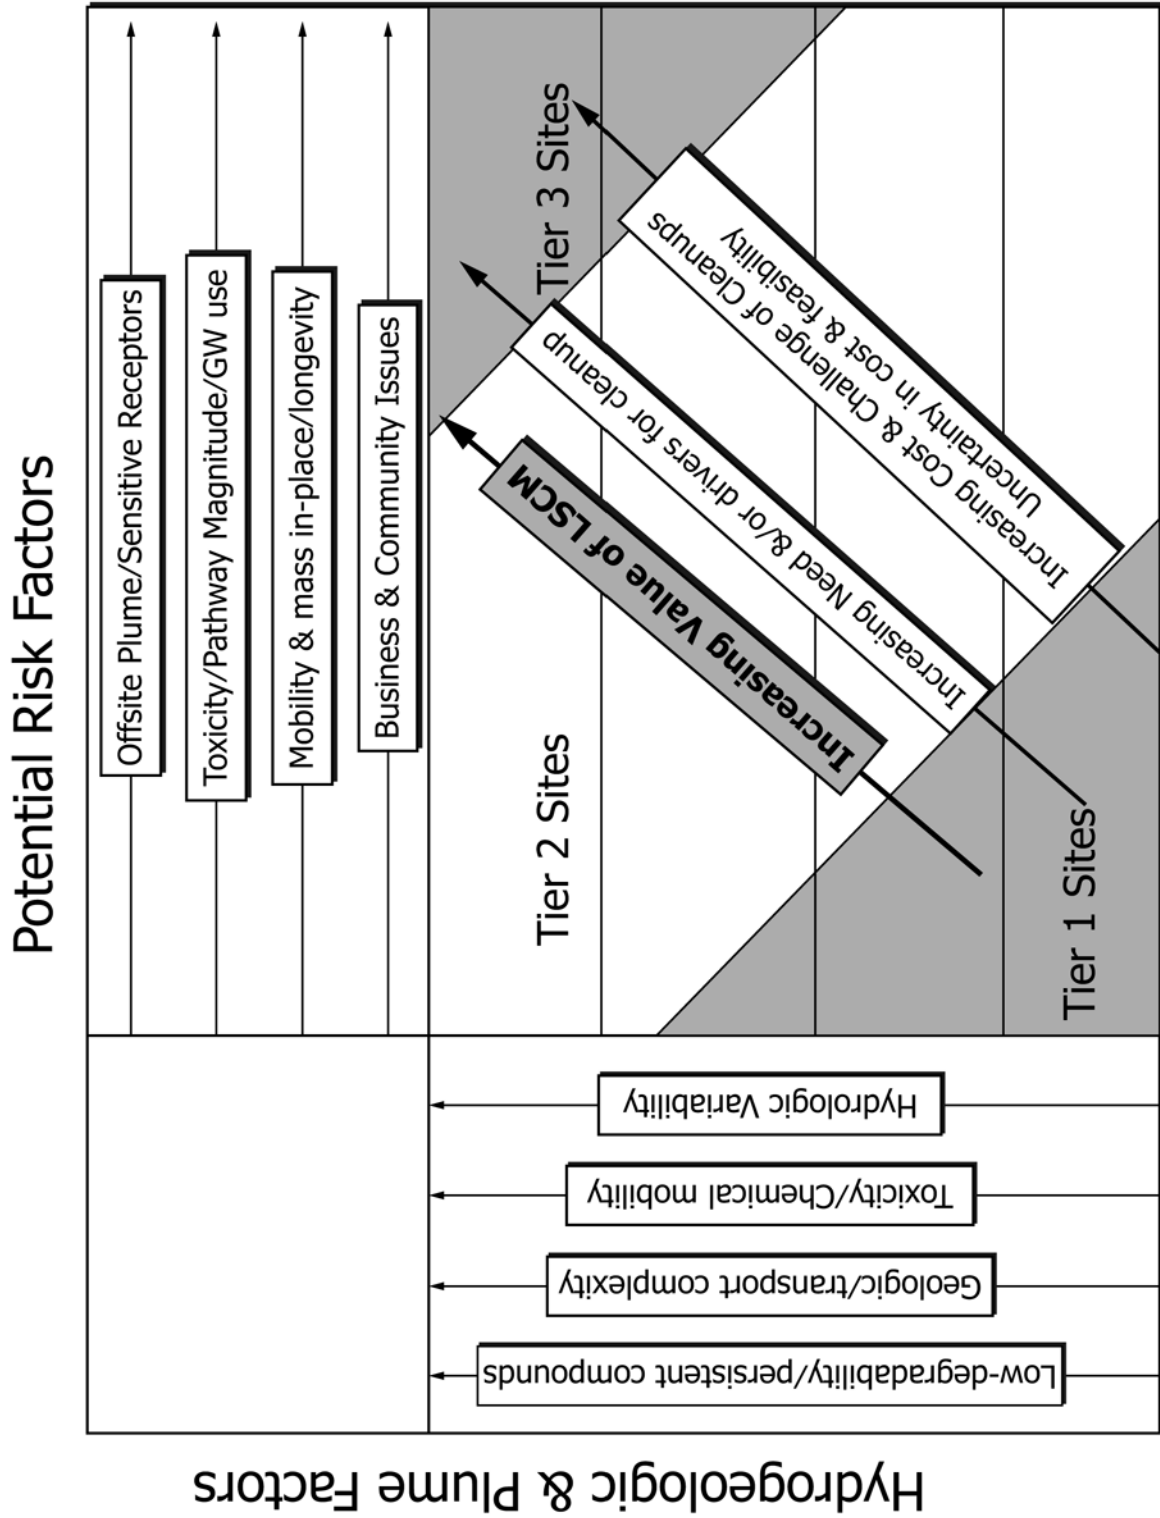 Potential Risk Factors
Offsite Plume/Sensitive Receptors
Toxicity/Pathway Magnitude/GW use
Mobility & mass in-place/longevity
Business & Community Issues
Hydrogeologic & Plume Factors
Low-degradability/persistent compounds
Geologic/transport complexity
Toxicity/Chemical mobility
Hydrologic Variability
Tier 2 Sites
Tier 3 Sites
Tier 1 Sites
Increasing Value of LSCM
Increasing Need &/or drivers for cleanup
Increasing Cost & Challenge of Cleanups
Uncertainty in cost & feasibility